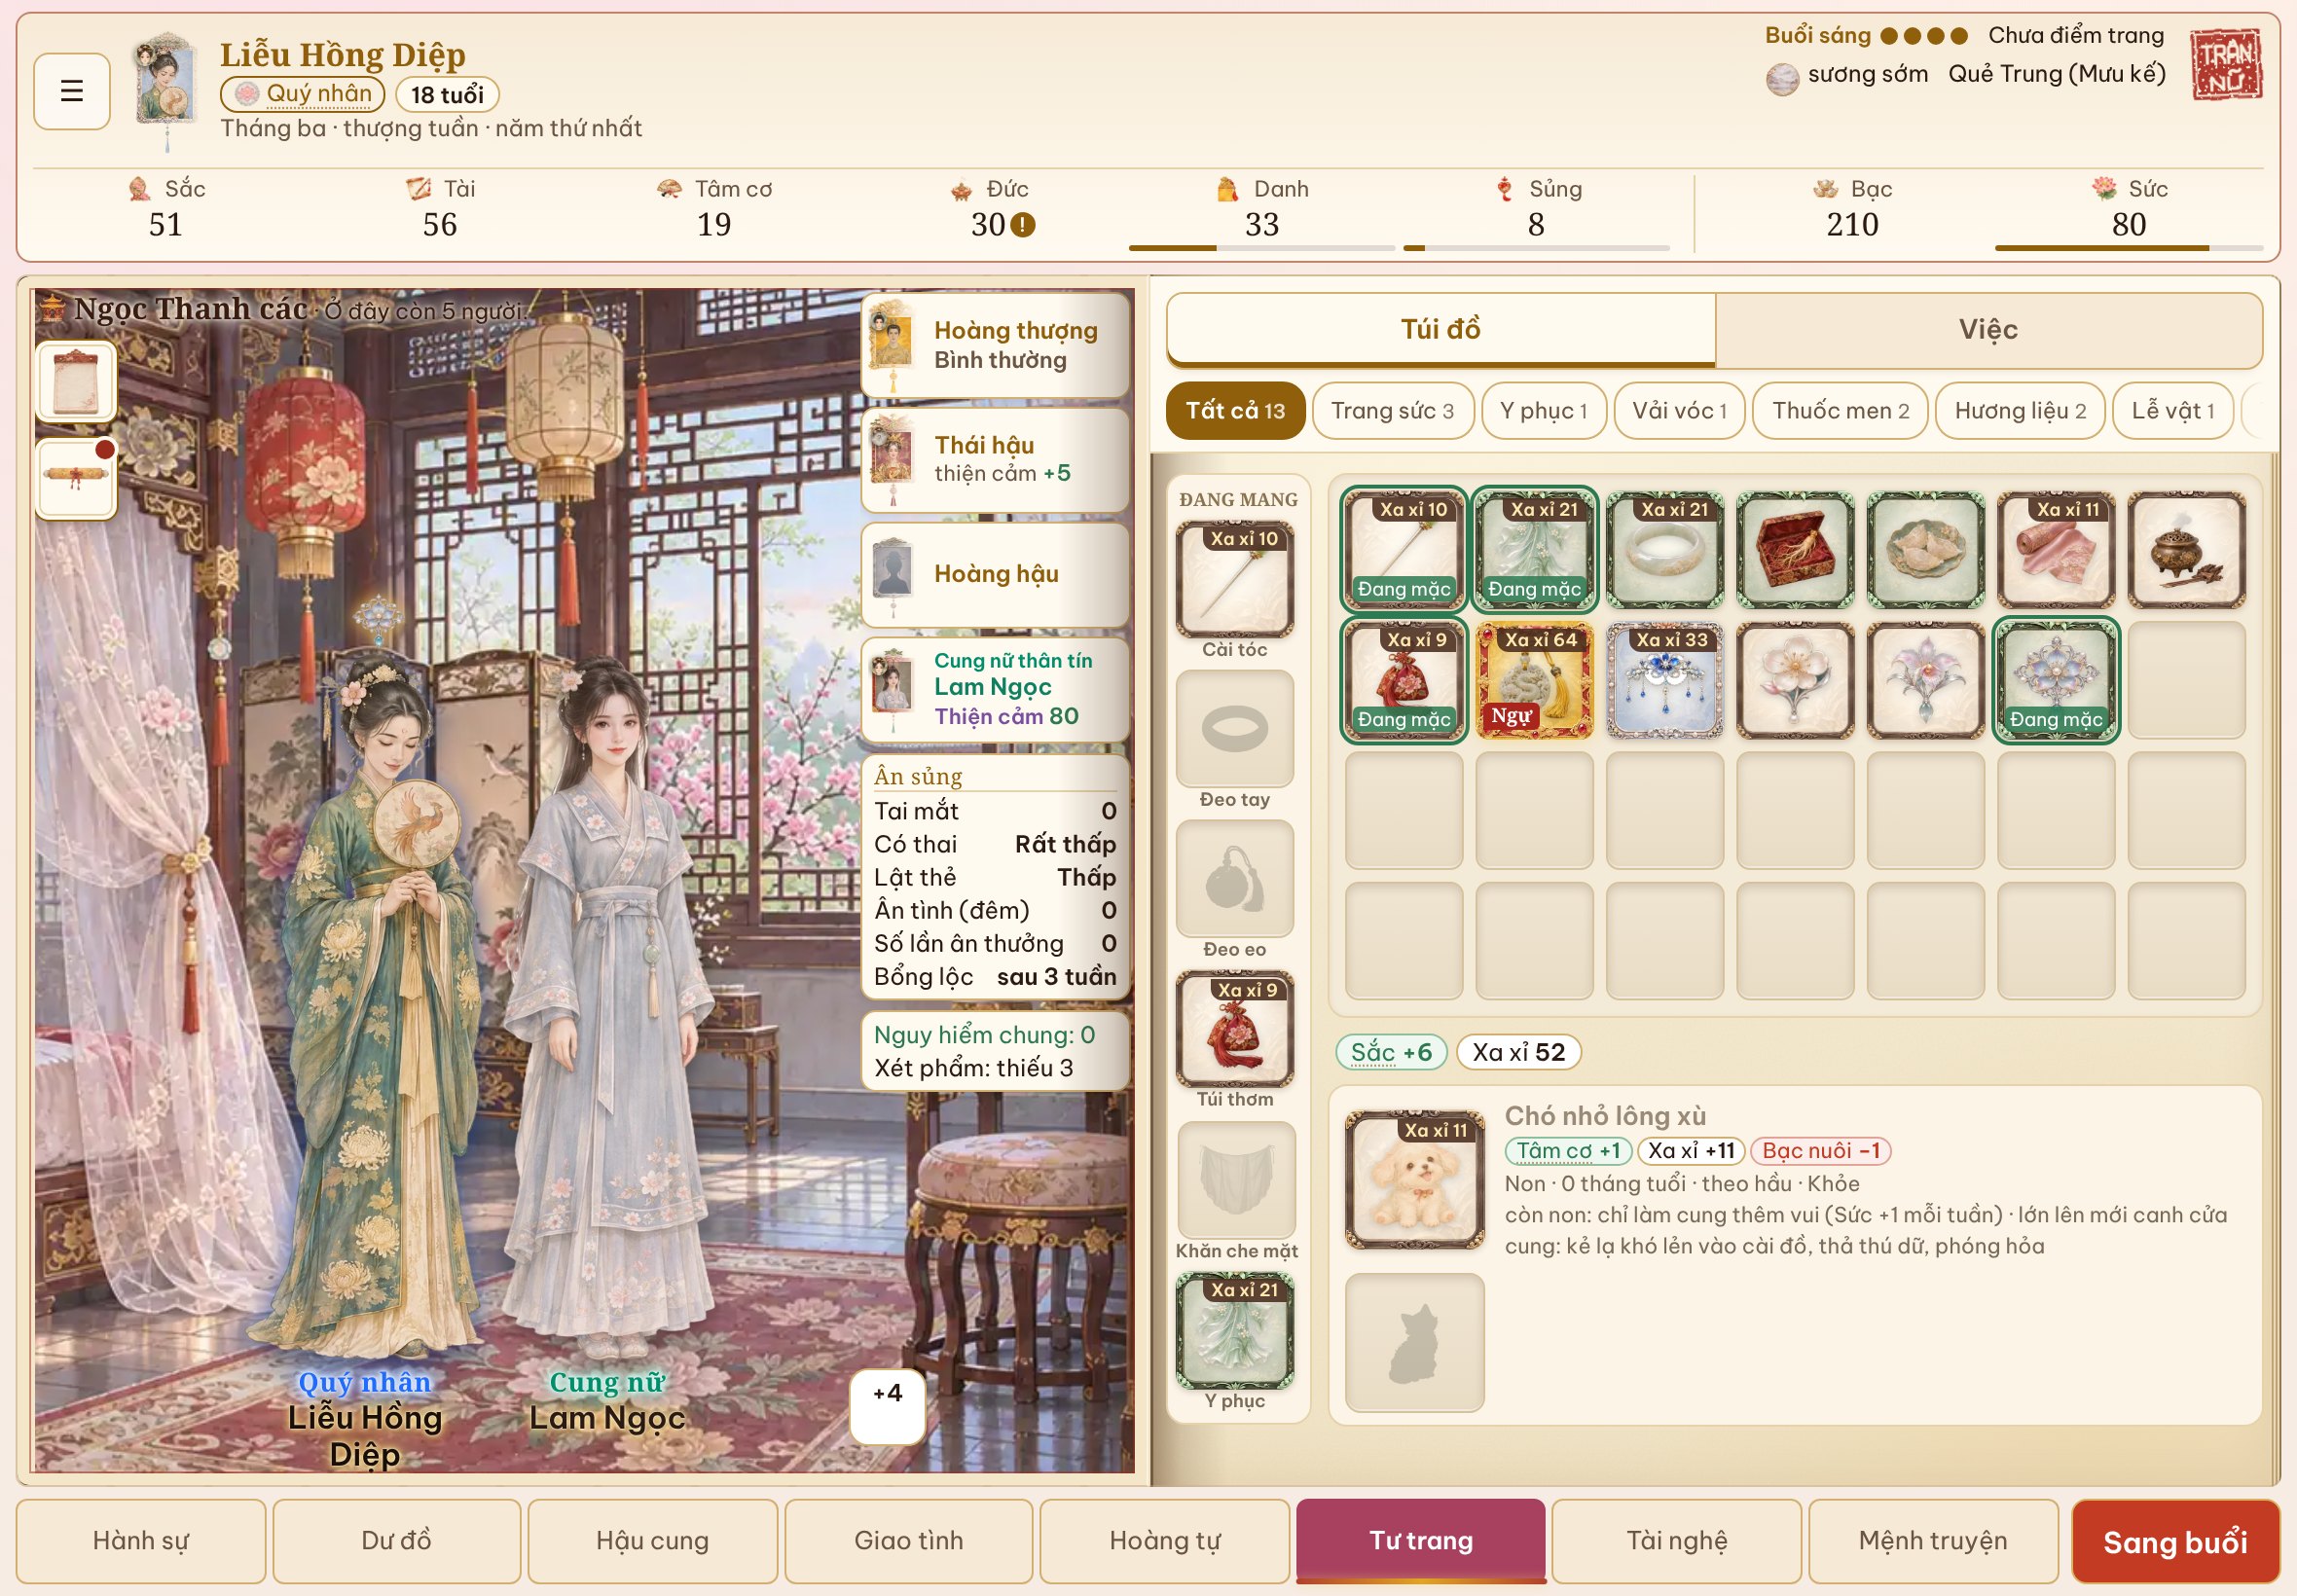 ☰
Liễu Hồng Diệp
Quý nhân
18 tuổi
Tháng ba · thượng tuần · năm thứ nhất
Buổi sáng
Chưa điểm trang
sương sớm
Quẻ Trung (Mưu kế)
TRÂN NỮ
Sắc
51
Tài
56
Tâm cơ
19
Đức
30 !
Danh
33
Sủng
8
Bạc
210
Sức
80
Ngọc Thanh các · Ở đây còn 5 người.
Hoàng thượng
Bình thường
Thái hậu
thiện cảm +5
Hoàng hậu
Cung nữ thân tín
Lam Ngọc
Thiện cảm 80
Ân sủng
Tai mắt 0
Có thai Rất thấp
Lật thẻ Thấp
Ân tình (đêm) 0
Số lần ân thưởng 0
Bổng lộc sau 3 tuần
Nguy hiểm chung: 0
Xét phẩm: thiếu 3
Quý nhân
Liễu Hồng
Diệp
Cung nữ
Lam Ngọc
+4
Túi đồ
Việc
Tất cả 13
Trang sức 3
Y phục 1
Vải vóc 1
Thuốc men 2
Hương liệu 2
Lễ vật 1
ĐANG MANG
Xa xỉ 10
Cài tóc
Đeo tay
Đeo eo
Xa xỉ 9
Túi thơm
Khăn che mặt
Xa xỉ 21
Y phục
Xa xỉ 10
Đang mặc
Xa xỉ 21
Đang mặc
Xa xỉ 21
Xa xỉ 11
Xa xỉ 9
Đang mặc
Xa xỉ 64
Ngự
Xa xỉ 33
Đang mặc
Sắc +6
Xa xỉ 52
Xa xỉ 11
Chó nhỏ lông xù
Tâm cơ +1
Xa xỉ +11
Bạc nuôi −1
Non · 0 tháng tuổi · theo hầu · Khỏe
còn non: chỉ làm cung thêm vui (Sức +1 mỗi tuần) · lớn lên mới canh cửa
cung: kẻ lạ khó lẻn vào cài đồ, thả thú dữ, phóng hỏa
Hành sự
Dư đồ
Hậu cung
Giao tình
Hoàng tự
Tư trang
Tài nghệ
Mệnh truyện
Sang buổi